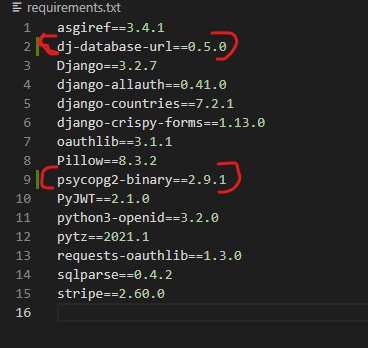 requirements.txt
1 asgiref==3.4.1
2 dj-database-url==0.5.0
3 Django==3.2.7
4 django-allauth==0.41.0
5 django-countries==7.2.1
6 django-crispy-forms==1.13.0
7 oauthlib==3.1.1
8 Pillow==8.3.2
9 psycopg2-binary==2.9.1
10 PyJWT==2.1.0
11 python3-openid==3.2.0
12 pytz==2021.1
13 requests-oauthlib==1.3.0
14 sqlparse==0.4.2
15 stripe==2.60.0
16